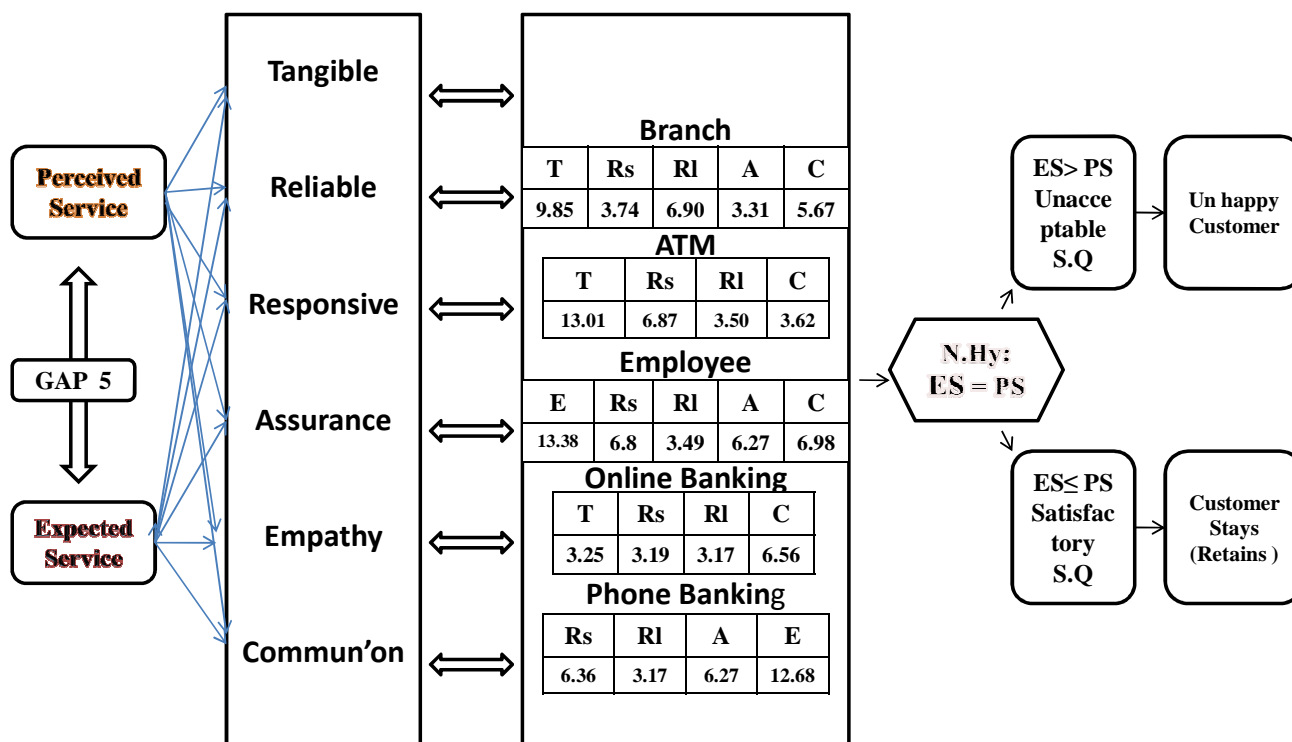 Perceived
Service
GAP 5
Expected
Service
Tangible
Reliable
Responsive
Assurance
Empathy
Commun’on
Branch
T Rs Rl A C
9.85 3.74 6.90 3.31 5.67
ATM
T Rs Rl C
13.01 6.87 3.50 3.62
Employee
E Rs Rl A C
13.38 6.8 3.49 6.27 6.98
Online Banking
T Rs Rl C
3.25 3.19 3.17 6.56
Phone Banking
Rs Rl A E
6.36 3.17 6.27 12.68
N.Hy:
ES = PS
ES> PS
Unacce
ptable
S.Q
Un happy
Customer
ES≤ PS
Satisfac
tory
S.Q
Customer
Stays
(Retains )